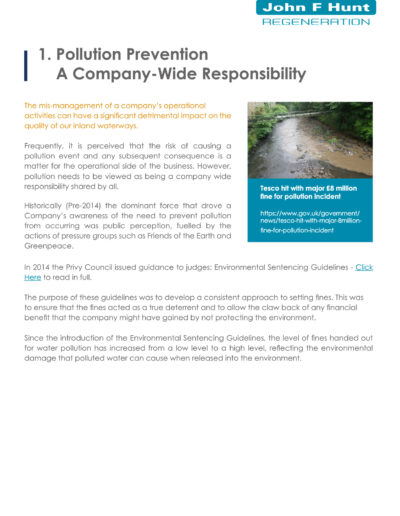 John F Hunt
REGENERATION
1. Pollution Prevention
A Company-Wide Responsibility
The mis-management of a company's operational
activities can have a significant detrimental impact on the
quality of our inland waterways.
Frequently, it is perceived that the risk of causing a
pollution event and any subsequent consequence is a
matter for the operational side of the business. However,
pollution needs to be viewed as being a company wide
responsibility shared by all.
Historically (Pre-2014) the dominant force that drove a
Company's awareness of the need to prevent pollution
from occurring was public perception, fuelled by the
actions of pressure groups such as Friends of the Earth and
Greenpeace.
Tesco hit with major £8 million
fine for pollution incident
https://www.gov.uk/government/
news/tesco-hit-with-major-8million-
fine-for-pollution-incident
In 2014 the Privy Council issued guidance to judges: Environmental Sentencing Guidelines - Click
Here to read in full.
The purpose of these guidelines was to develop a consistent approach to setting fines. This was
to ensure that the fines acted as a true deterrent and to allow the claw back of any financial
benefit that the company might have gained by not protecting the environment.
Since the introduction of the Environmental Sentencing Guidelines, the level of fines handed out
for water pollution has increased from a low level to a high level, reflecting the environmental
damage that polluted water can cause when released into the environment.